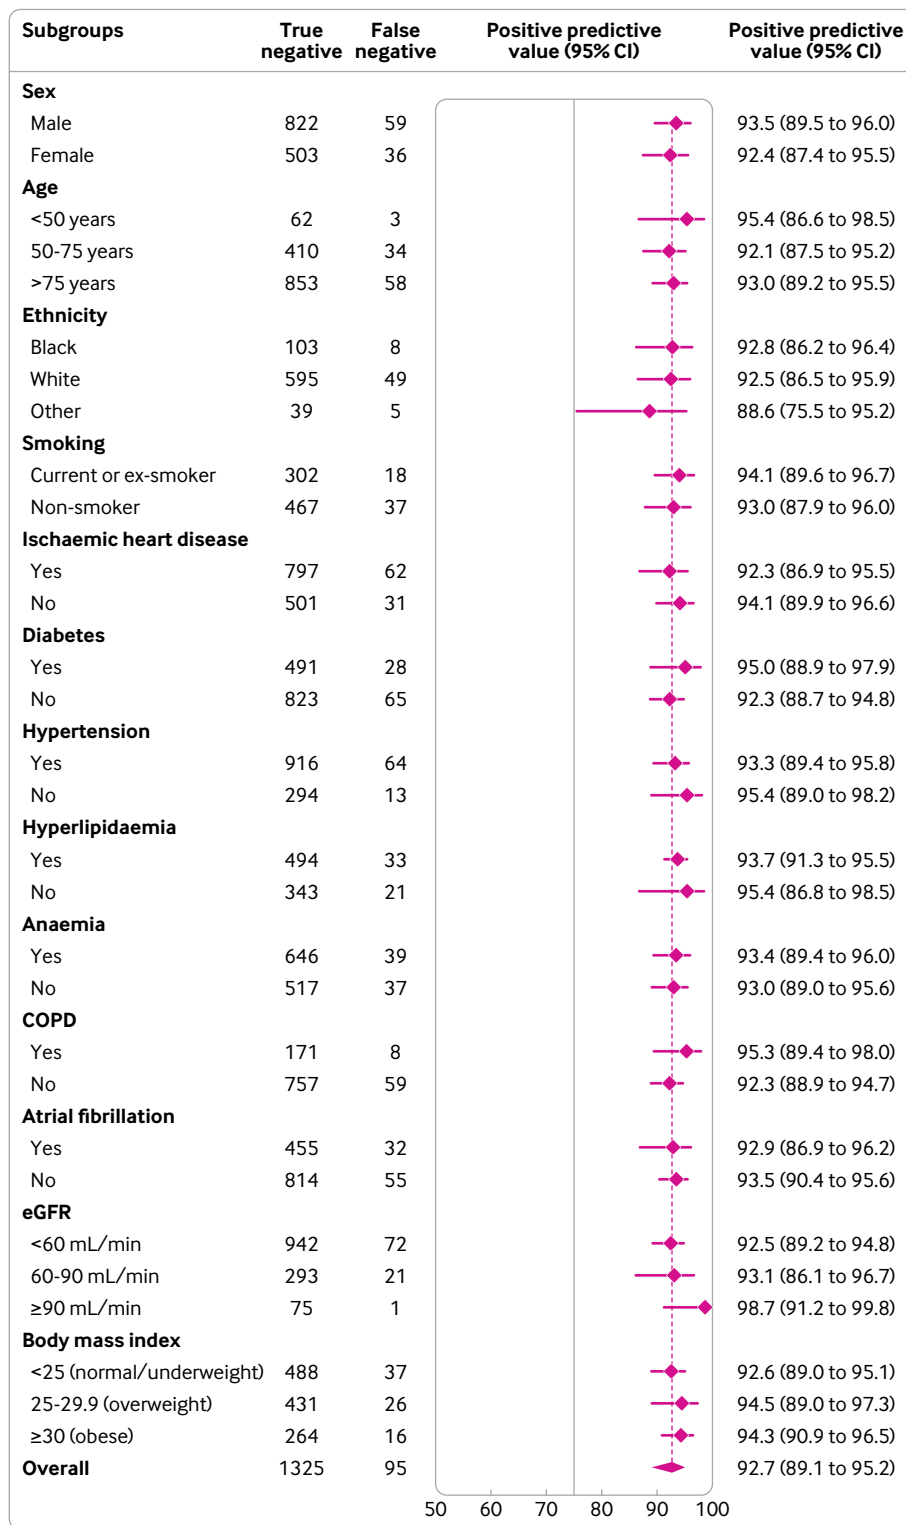 Subgroups True negative False negative Positive predictive value (95% CI) Positive predictive value (95% CI)
Sex
Male 822 59 93.5 (89.5 to 96.0)
Female 503 36 92.4 (87.4 to 95.5)
Age
<50 years 62 3 95.4 (86.6 to 98.5)
50-75 years 410 34 92.1 (87.5 to 95.2)
>75 years 853 58 93.0 (89.2 to 95.5)
Ethnicity
Black 103 8 92.8 (86.2 to 96.4)
White 595 49 92.5 (86.5 to 95.9)
Other 39 5 88.6 (75.5 to 95.2)
Smoking
Current or ex-smoker 302 18 94.1 (89.6 to 96.7)
Non-smoker 467 37 93.0 (87.9 to 96.0)
Ischaemic heart disease
Yes 797 62 92.3 (86.9 to 95.5)
No 501 31 94.1 (89.9 to 96.6)
Diabetes
Yes 491 28 95.0 (88.9 to 97.9)
No 823 65 92.3 (88.7 to 94.8)
Hypertension
Yes 916 64 93.3 (89.4 to 95.8)
No 294 13 95.4 (89.0 to 98.2)
Hyperlipidaemia
Yes 494 33 93.7 (91.3 to 95.5)
No 343 21 95.4 (86.8 to 98.5)
Anaemia
Yes 646 39 93.4 (89.4 to 96.0)
No 517 37 93.0 (89.0 to 95.6)
COPD
Yes 171 8 95.3 (89.4 to 98.0)
No 757 59 92.3 (88.9 to 94.7)
Atrial fibrillation
Yes 455 32 92.9 (86.9 to 96.2)
No 814 55 93.5 (90.4 to 95.6)
eGFR
<60 mL/min 942 72 92.5 (89.2 to 94.8)
60-90 mL/min 293 21 93.1 (86.1 to 96.7)
≥90 mL/min 75 1 98.7 (91.2 to 99.8)
Body mass index
<25 (normal/underweight) 488 37 92.6 (89.0 to 95.1)
25-29.9 (overweight) 431 26 94.5 (89.0 to 97.3)
≥30 (obese) 264 16 94.3 (90.9 to 96.5)
Overall 1325 95 92.7 (89.1 to 95.2)
50 60 70 80 90 100